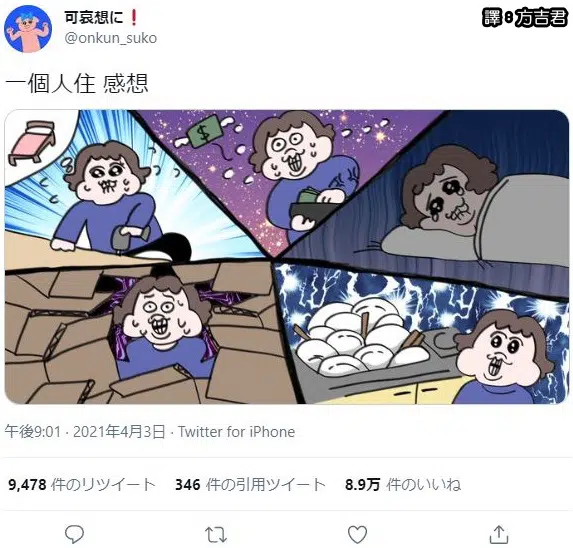 可哀想に❗
@onkun_suko
譯 方吉君
一個人住 感想
$
午後9:01 · 2021年4月3日 · Twitter for iPhone
9,478 件のリツイート 346 件の引用ツイート 8.9万 件のいいね